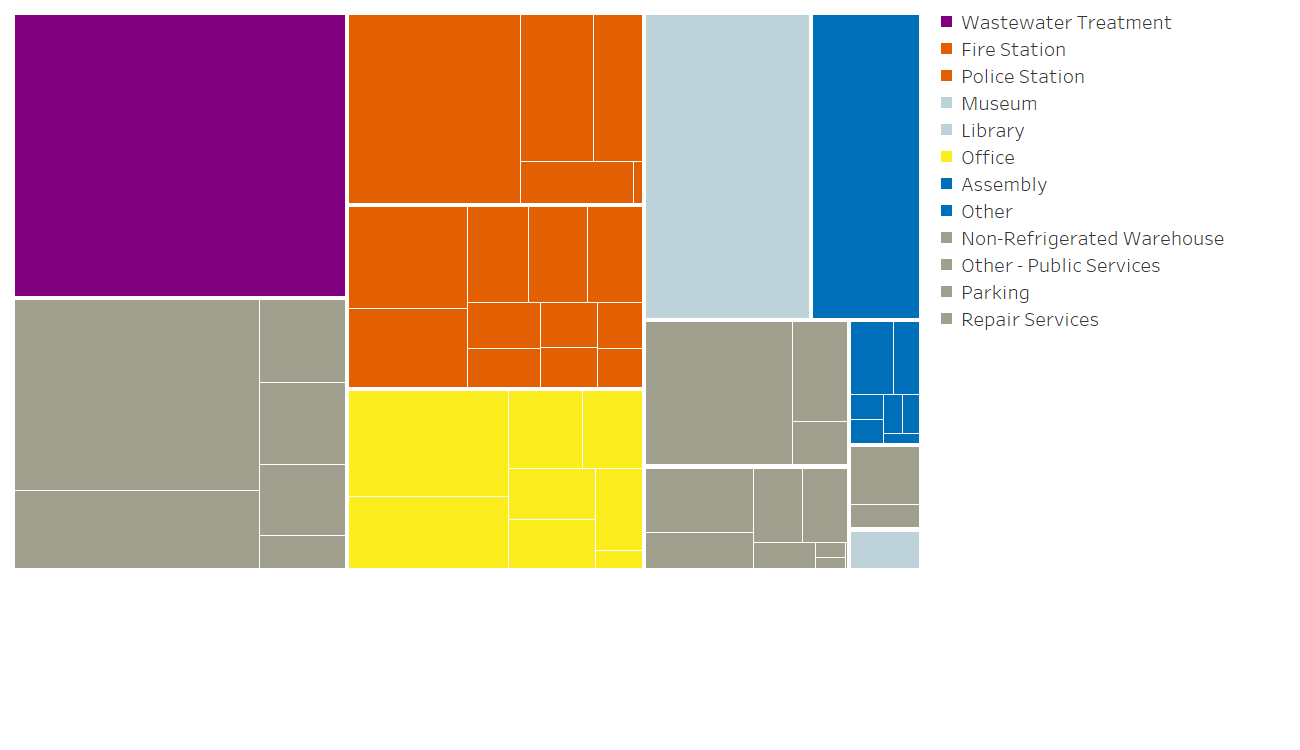 Wastewater Treatment
Fire Station
Police Station
Museum
Library
Office
Assembly
Other
Non-Refrigerated Warehouse
Other - Public Services
Parking
Repair Services